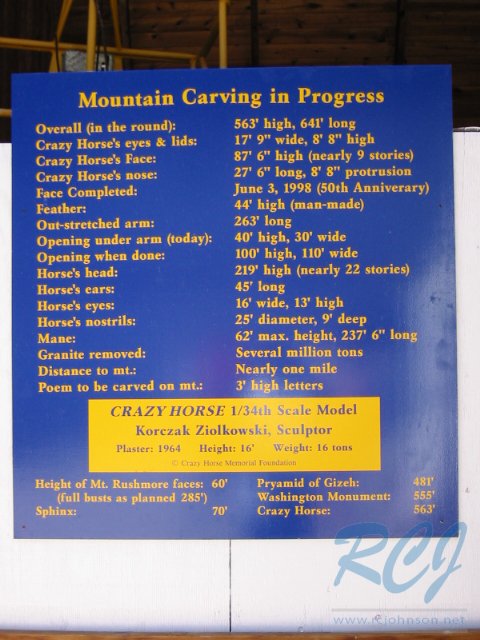 Mountain Carving in Progress
Overall (in the round): 563' high, 641' long
Crazy Horse's eyes & lids: 17' 9" wide, 8' 8" high
Crazy Horse's Face: 87' 6" high (nearly 9 stories)
Crazy Horse's nose: 27' 6" long, 8' 8" protrusion
Face Completed: June 3, 1998 (50th Anniverary)
Feather: 44' high (man-made)
Out-stretched arm: 263' long
Opening under arm (today): 40' high, 30' wide
Opening when done: 100' high, 110' wide
Horse's head: 219' high (nearly 22 stories)
Horse's ears: 45' long
Horse's eyes: 16' wide, 13' high
Horse's nostrils: 25' diameter, 9' deep
Mane: 62' max. height, 237' 6" long
Granite removed: Several million tons
Distance to mt.: Nearly one mile
Poem to be carved on mt.: 3' high letters
CRAZY HORSE 1/34th Scale Model
Korczak Ziolkowski, Sculptor
Plaster: 1964 Height: 16' Weight: 16 tons
© Crazy Horse Memorial Foundation
Height of Mt. Rushmore faces: 60' Pryamid of Gizeh: 481'
(full busts as planned 285') Washington Monument: 555'
Sphinx: 70' Crazy Horse: 563'
RCJ
www.rcjohnson.net